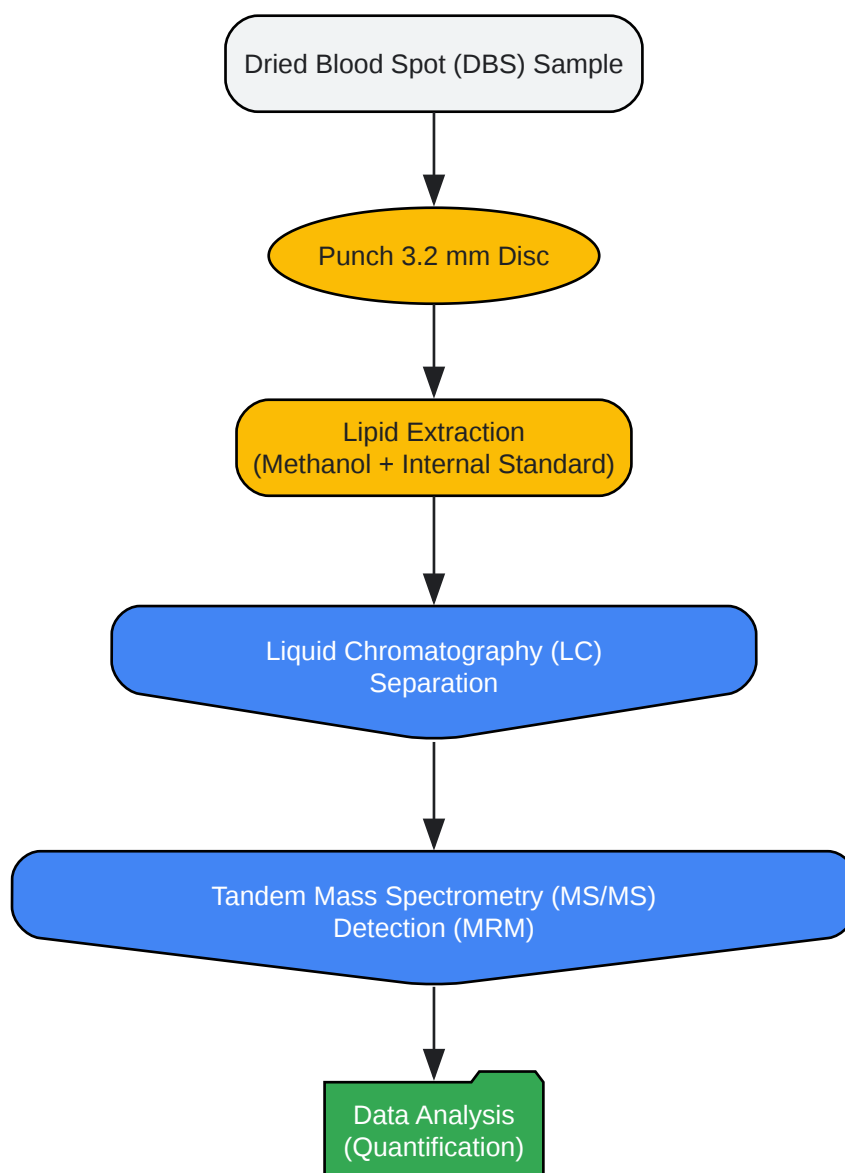 Dried Blood Spot (DBS) Sample
Punch 3.2 mm Disc
Lipid Extraction
(Methanol + Internal Standard)
Liquid Chromatography (LC)
Separation
Tandem Mass Spectrometry (MS/MS)
Detection (MRM)
Data Analysis
(Quantification)